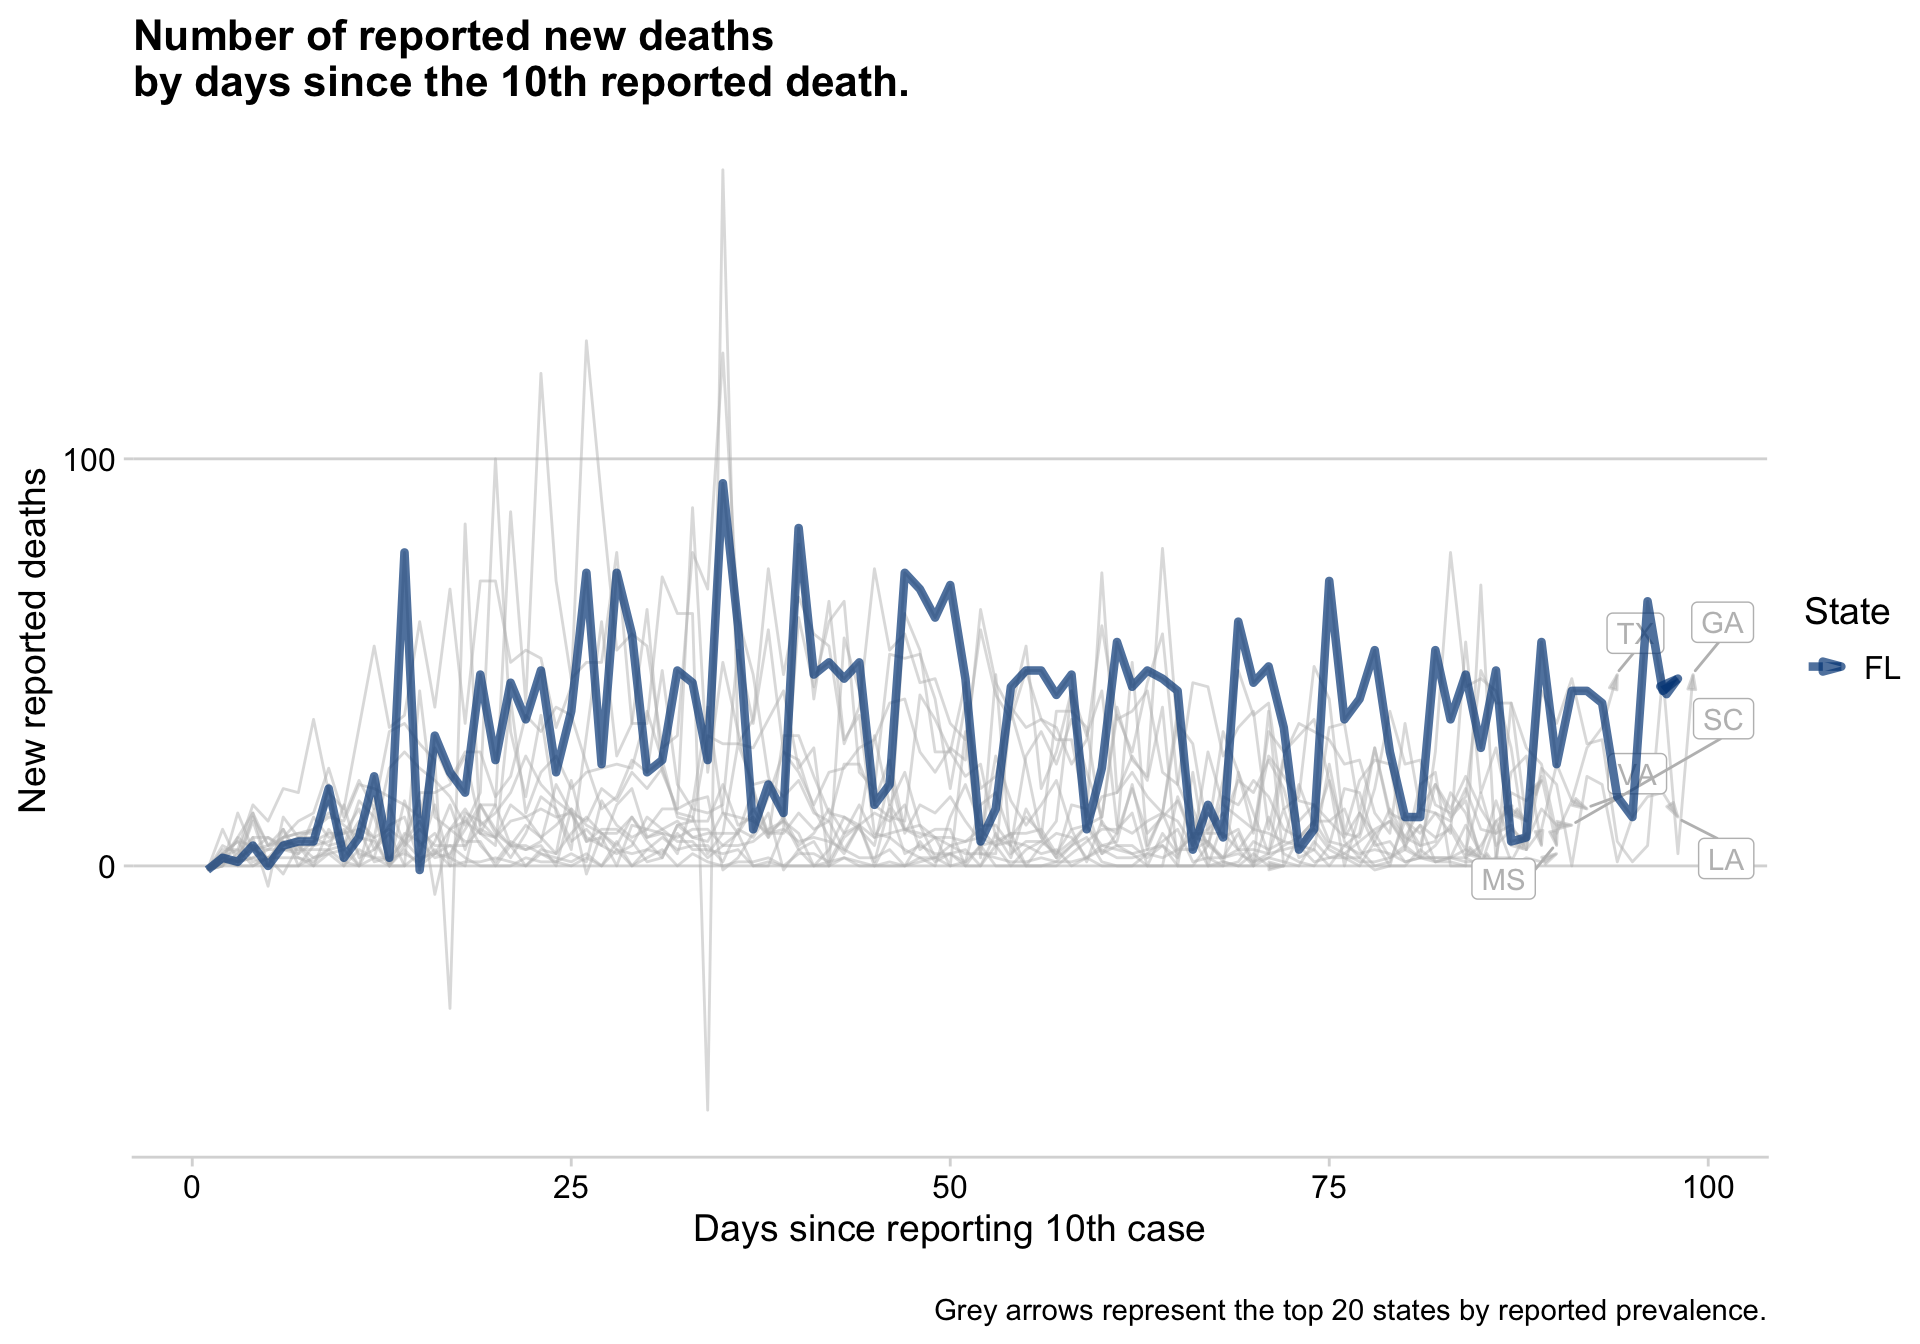 Number of reported new deaths
by days since the 10th reported death.
New reported deaths
100
0
TX
GA
SC
VA
LA
MS
State
FL
0 25 50 75 100
Days since reporting 10th case
Grey arrows represent the top 20 states by reported prevalence.